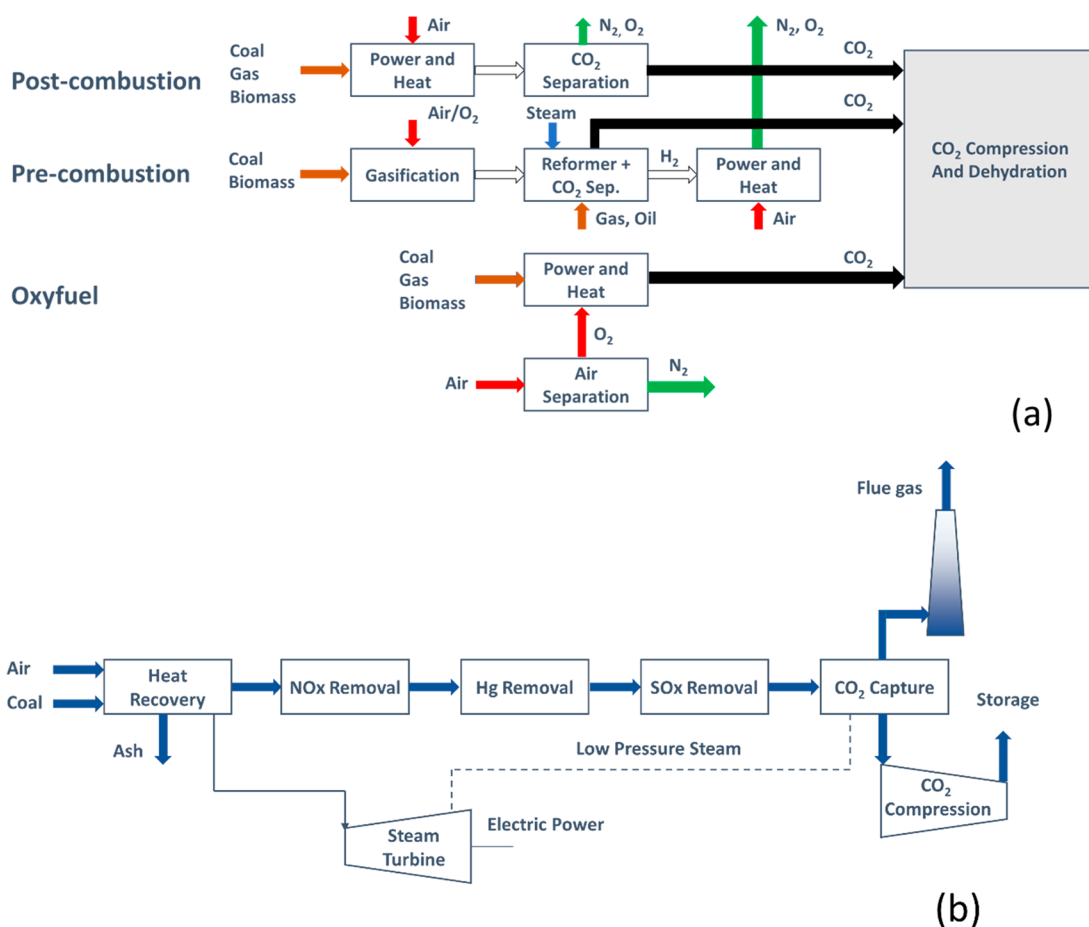 Air
N₂, O₂
N₂, O₂
Coal
Gas
Biomass
Post-combustion
Power and
Heat
CO₂
Separation
CO₂
Air/O₂
Steam
CO₂
Coal
Biomass
Pre-combustion
Gasification
Reformer +
CO₂ Sep.
H₂
Power and
Heat
CO₂ Compression
And Dehydration
Gas, Oil
Air
Coal
Gas
Biomass
Oxyfuel
Power and
Heat
CO₂
O₂
Air
Air
Separation
N₂
(a)
Flue gas
Air
Coal
Heat
Recovery
NOx Removal
Hg Removal
SOx Removal
CO₂ Capture
Storage
Ash
Low Pressure Steam
CO₂
Compression
Steam
Turbine
Electric Power
(b)